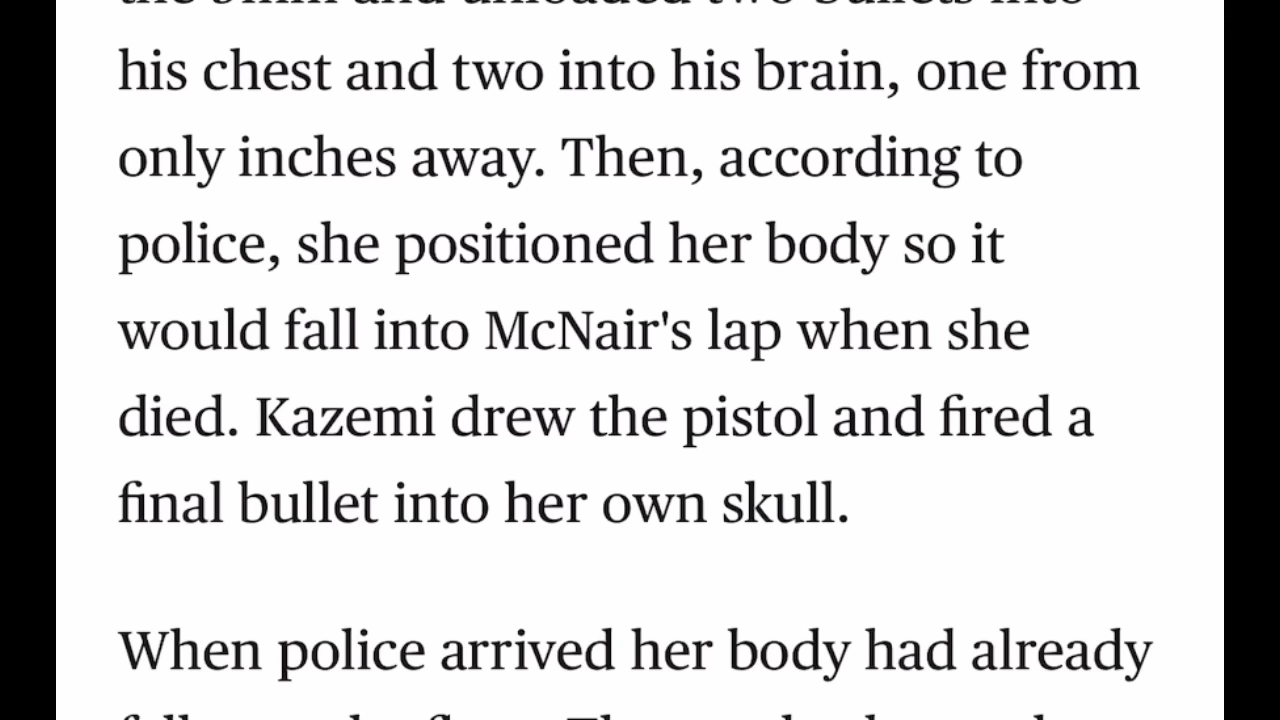 his chest and two into his brain, one from
only inches away. Then, according to
police, she positioned her body so it
would fall into McNair's lap when she
died. Kazemi drew the pistol and fired a
final bullet into her own skull.
When police arrived her body had already